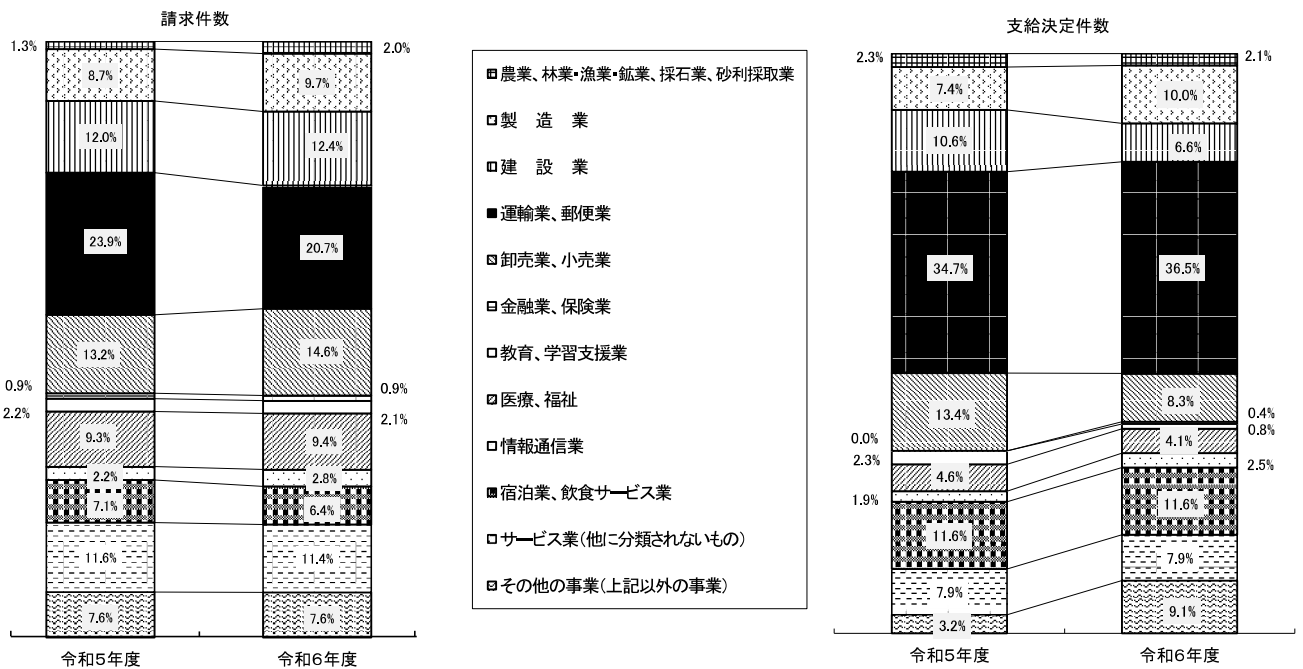 請求件数
1.3%
2.0%
8.7%
9.7%
12.0%
12.4%
23.9%
20.7%
13.2%
14.6%
0.9%
0.9%
2.2%
2.1%
9.3%
9.4%
2.2%
2.8%
7.1%
6.4%
11.6%
11.4%
7.6%
7.6%
令和5年度
令和6年度
農業、林業・漁業・鉱業、採石業、砂利採取業
製 造 業
建 設 業
運輸業、郵便業
卸売業、小売業
金融業、保険業
教育、学習支援業
医療、福祉
情報通信業
宿泊業、飲食サービス業
サービス業(他に分類されないもの)
その他の事業(上記以外の事業)
支給決定件数
2.3%
2.1%
7.4%
10.0%
10.6%
6.6%
34.7%
36.5%
13.4%
8.3%
0.0%
0.4%
2.3%
0.8%
4.6%
4.1%
1.9%
2.5%
11.6%
11.6%
7.9%
7.9%
3.2%
9.1%
令和5年度
令和6年度